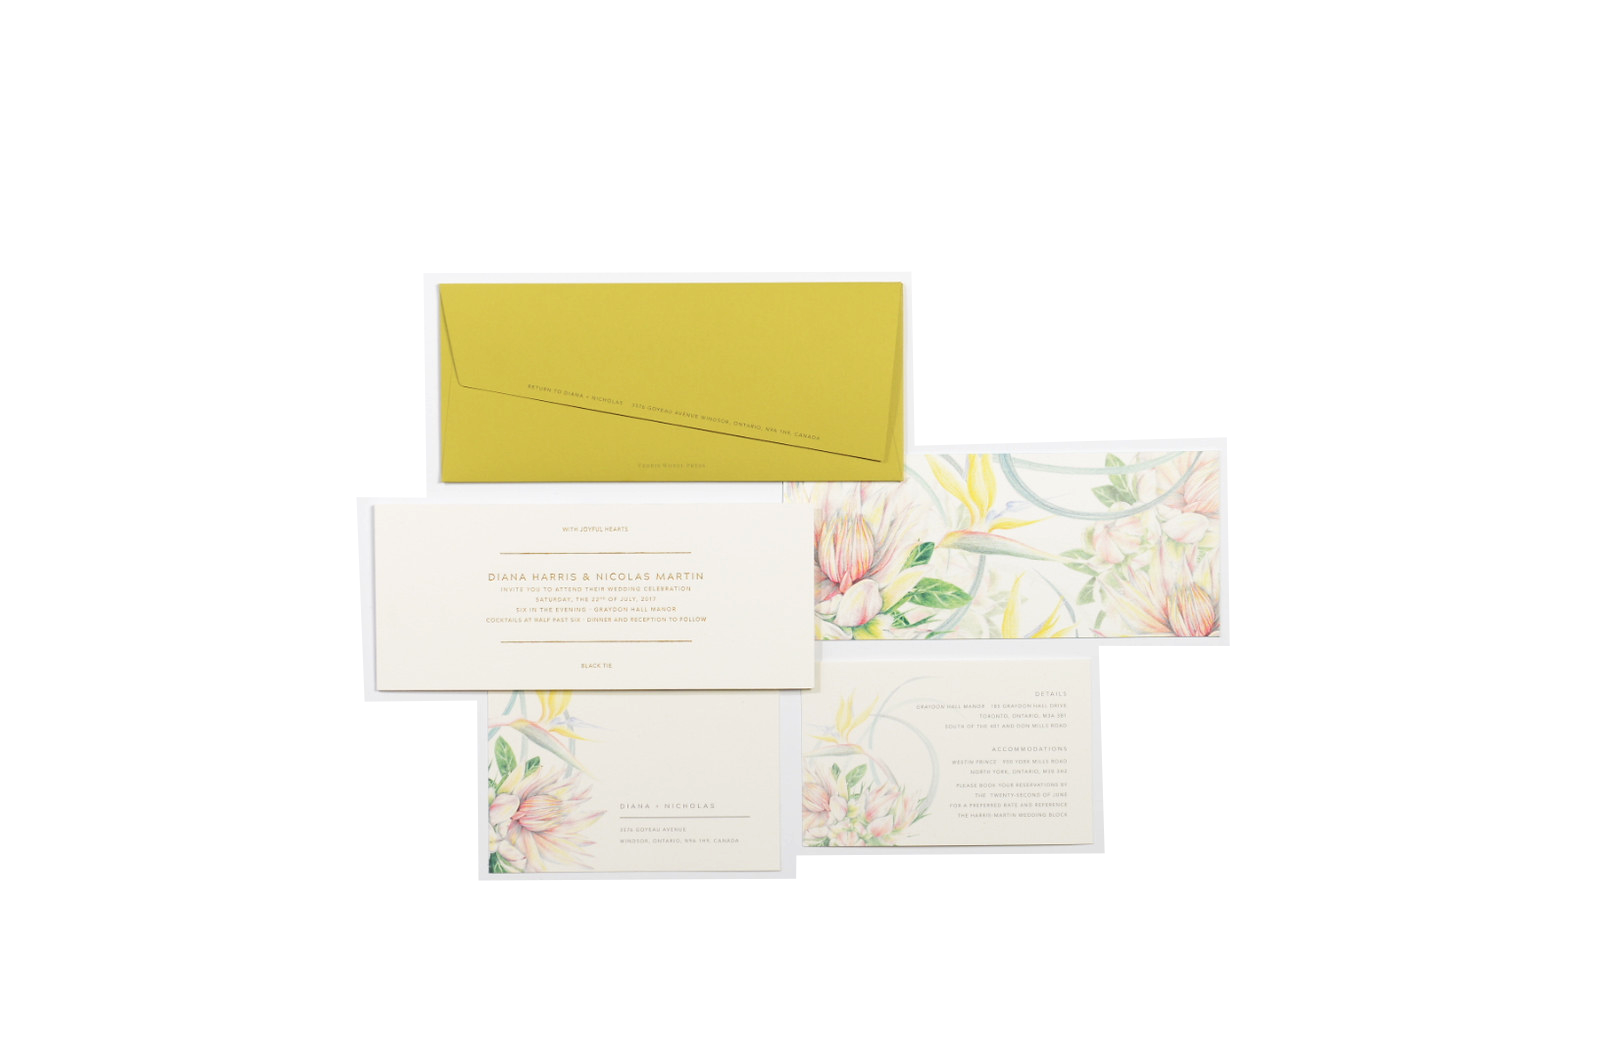 RETURN TO DIANA + NICHOLAS 3576 GOYEAU AVENUE WINDSOR, ONTARIO, N9A 1H9, CANADA
WITH JOYFUL HEARTS
DIANA HARRIS & NICOLAS MARTIN
INVITE YOU TO ATTEND THEIR WEDDING CELEBRATION
SATURDAY, THE 22ND OF JULY, 2017
SIX IN THE EVENING · GRAYDON HALL MANOR
COCKTAILS AT HALF PAST SIX · DINNER AND RECEPTION TO FOLLOW
BLACK TIE
DIANA + NICHOLAS
3576 GOYEAU AVENUE
WINDSOR, ONTARIO, N9A 1H9, CANADA
DETAILS
GRAYDON HALL MANOR 185 GRAYDON HALL DRIVE
TORONTO, ONTARIO, M3A 3B1
SOUTH OF THE 401 AND DON MILLS ROAD
ACCOMMODATIONS
WESTIN PRINCE 900 YORK MILLS ROAD
NORTH YORK, ONTARIO,
PLEASE BOOK YOUR RESERVATIONS BY
THE TWENTY-SECOND OF JUNE
FOR A PREFERRED RATE AND REFERENCE
THE HARRIS-MARTIN WEDDING BLOCK